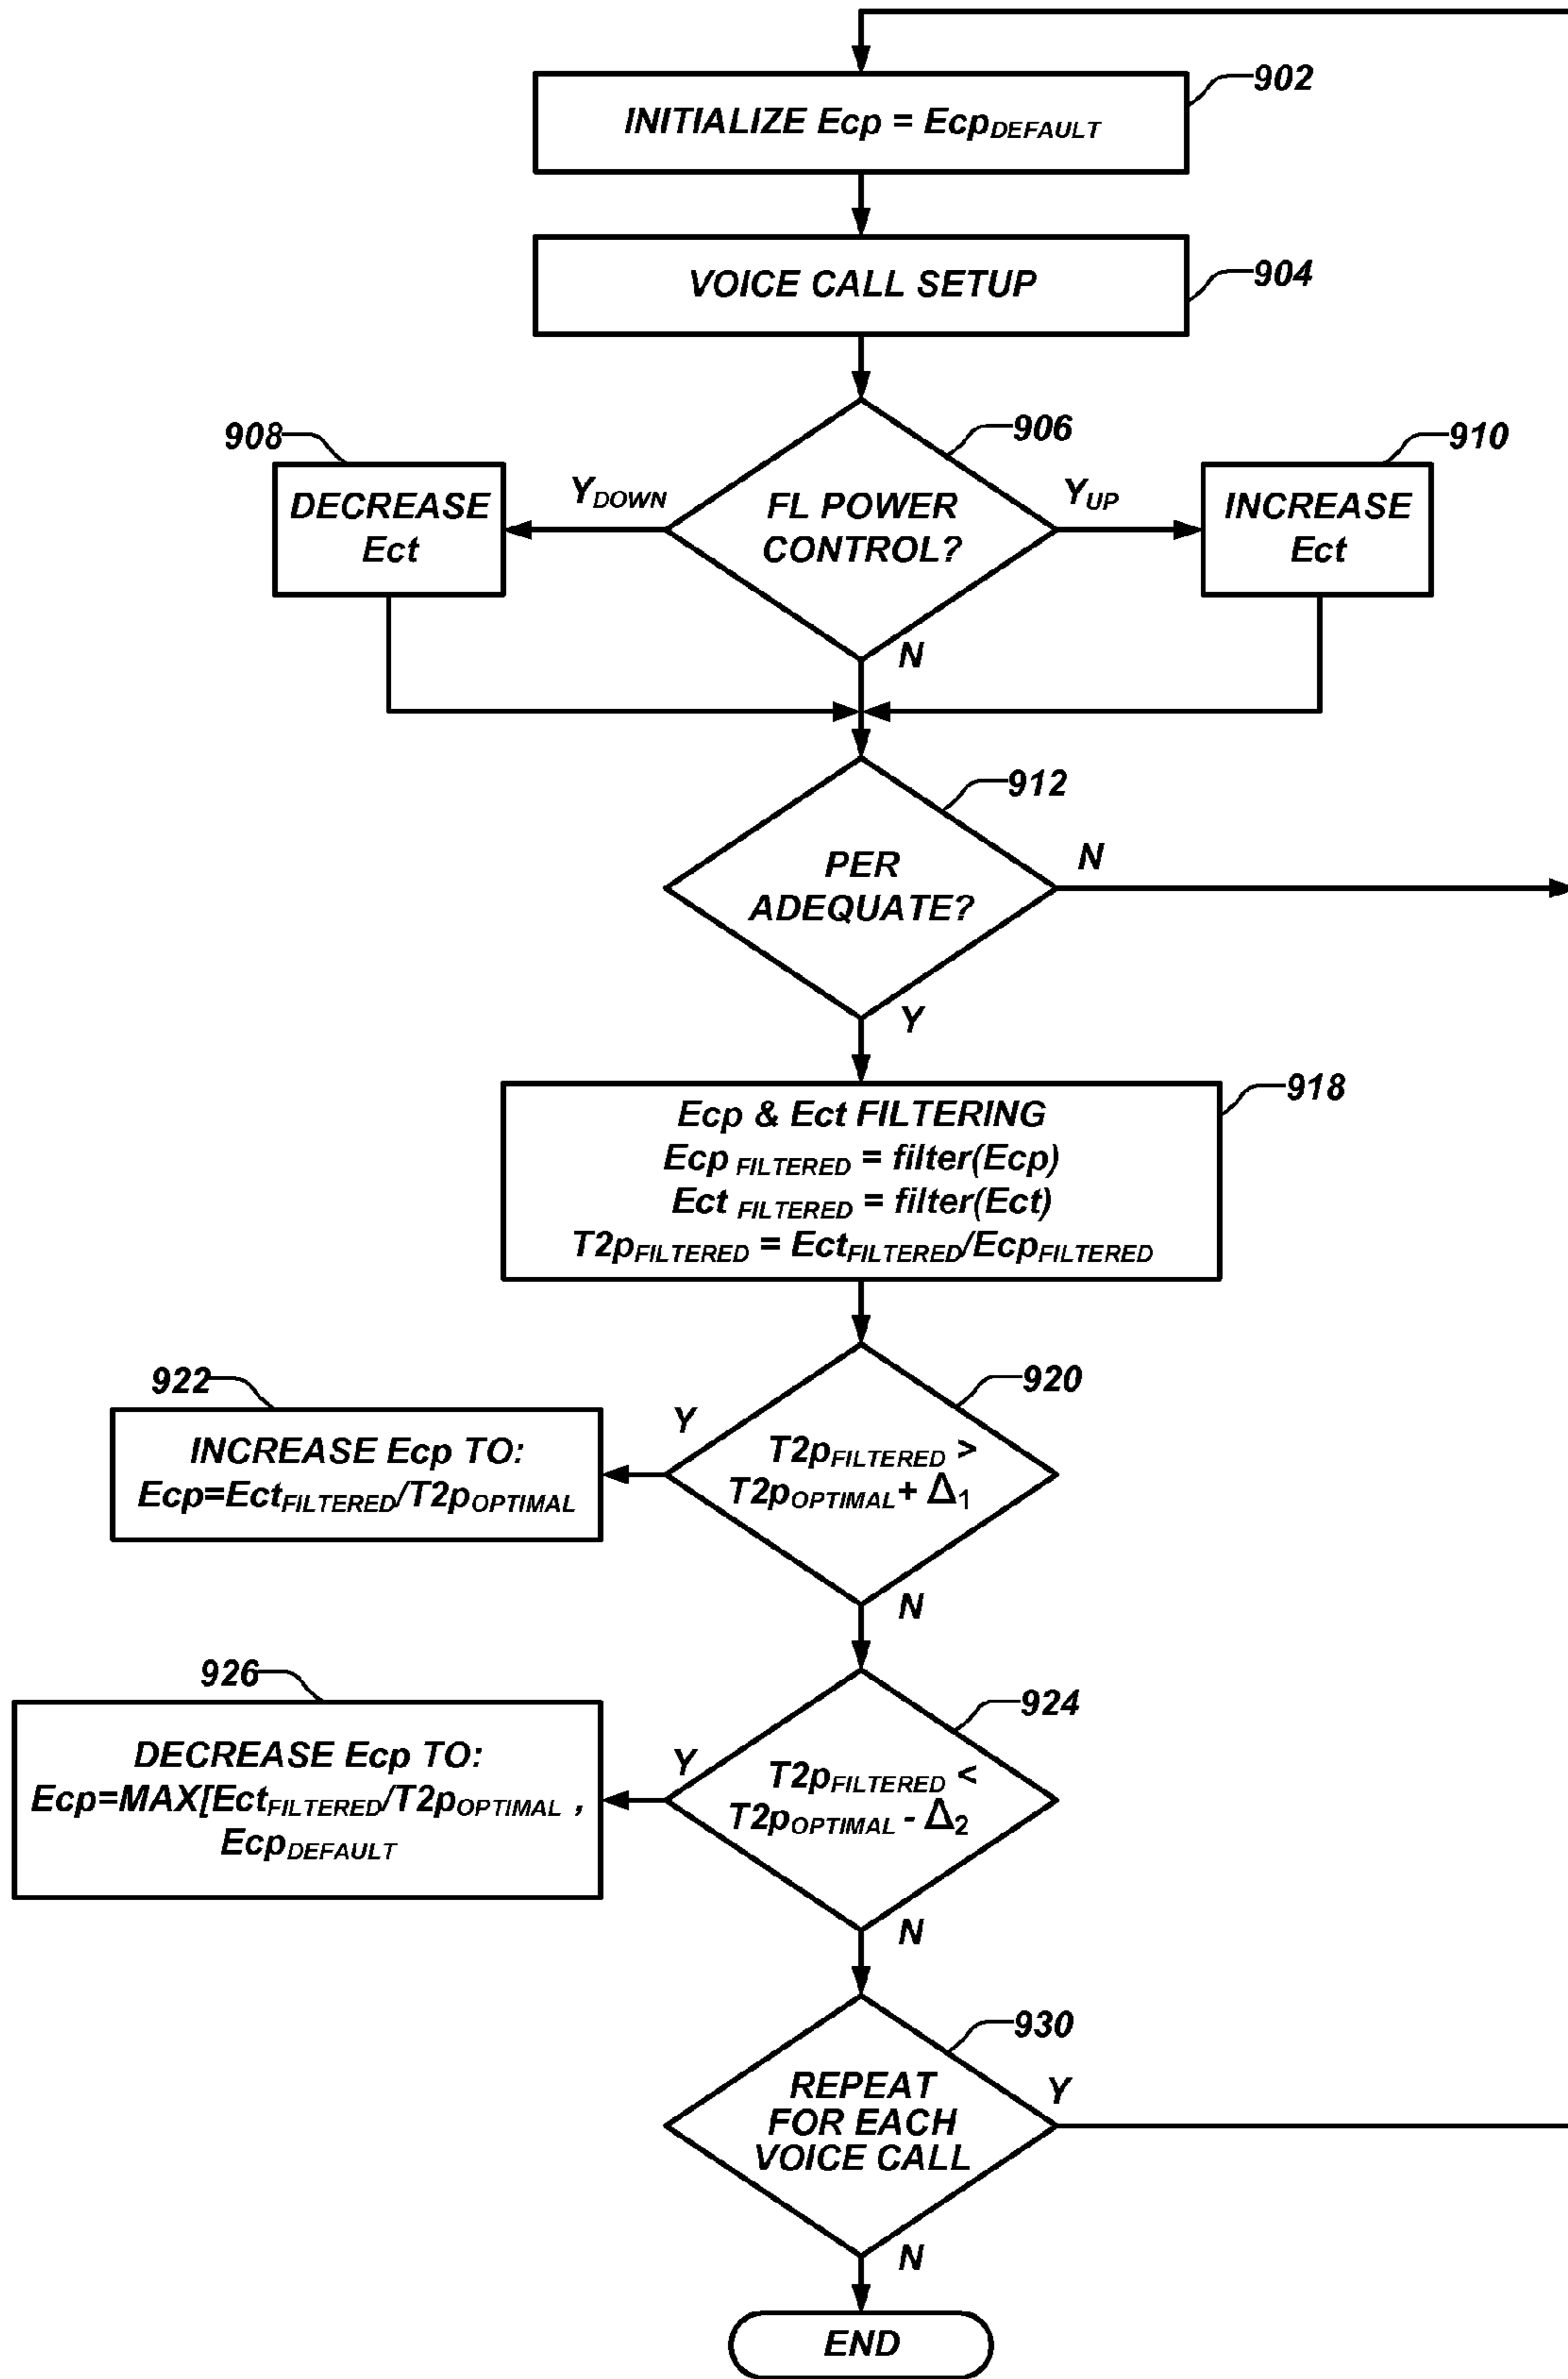 902
INITIALIZE Ecp = EcpDEFAULT
904
VOICE CALL SETUP
906
908
910
DECREASE
Ect
YDOWN
FL POWER
CONTROL?
YUP
INCREASE
Ect
N
912
PER
ADEQUATE?
N
Y
918
Ecp & Ect FILTERING
Ecp FILTERED = filter(Ecp)
Ect FILTERED = filter(Ect)
T2pFILTERED = EctFILTERED/EcpFILTERED
920
922
INCREASE Ecp TO:
Ecp=EctFILTERED/T2pOPTIMAL
Y
T2pFILTERED >
T2pOPTIMAL + Δ1
N
926
924
DECREASE Ecp TO:
Ecp=MAX[EctFILTERED/T2pOPTIMAL ,
EcpDEFAULT
Y
T2pFILTERED <
T2pOPTIMAL - Δ2
N
930
REPEAT
FOR EACH
VOICE CALL
Y
N
END